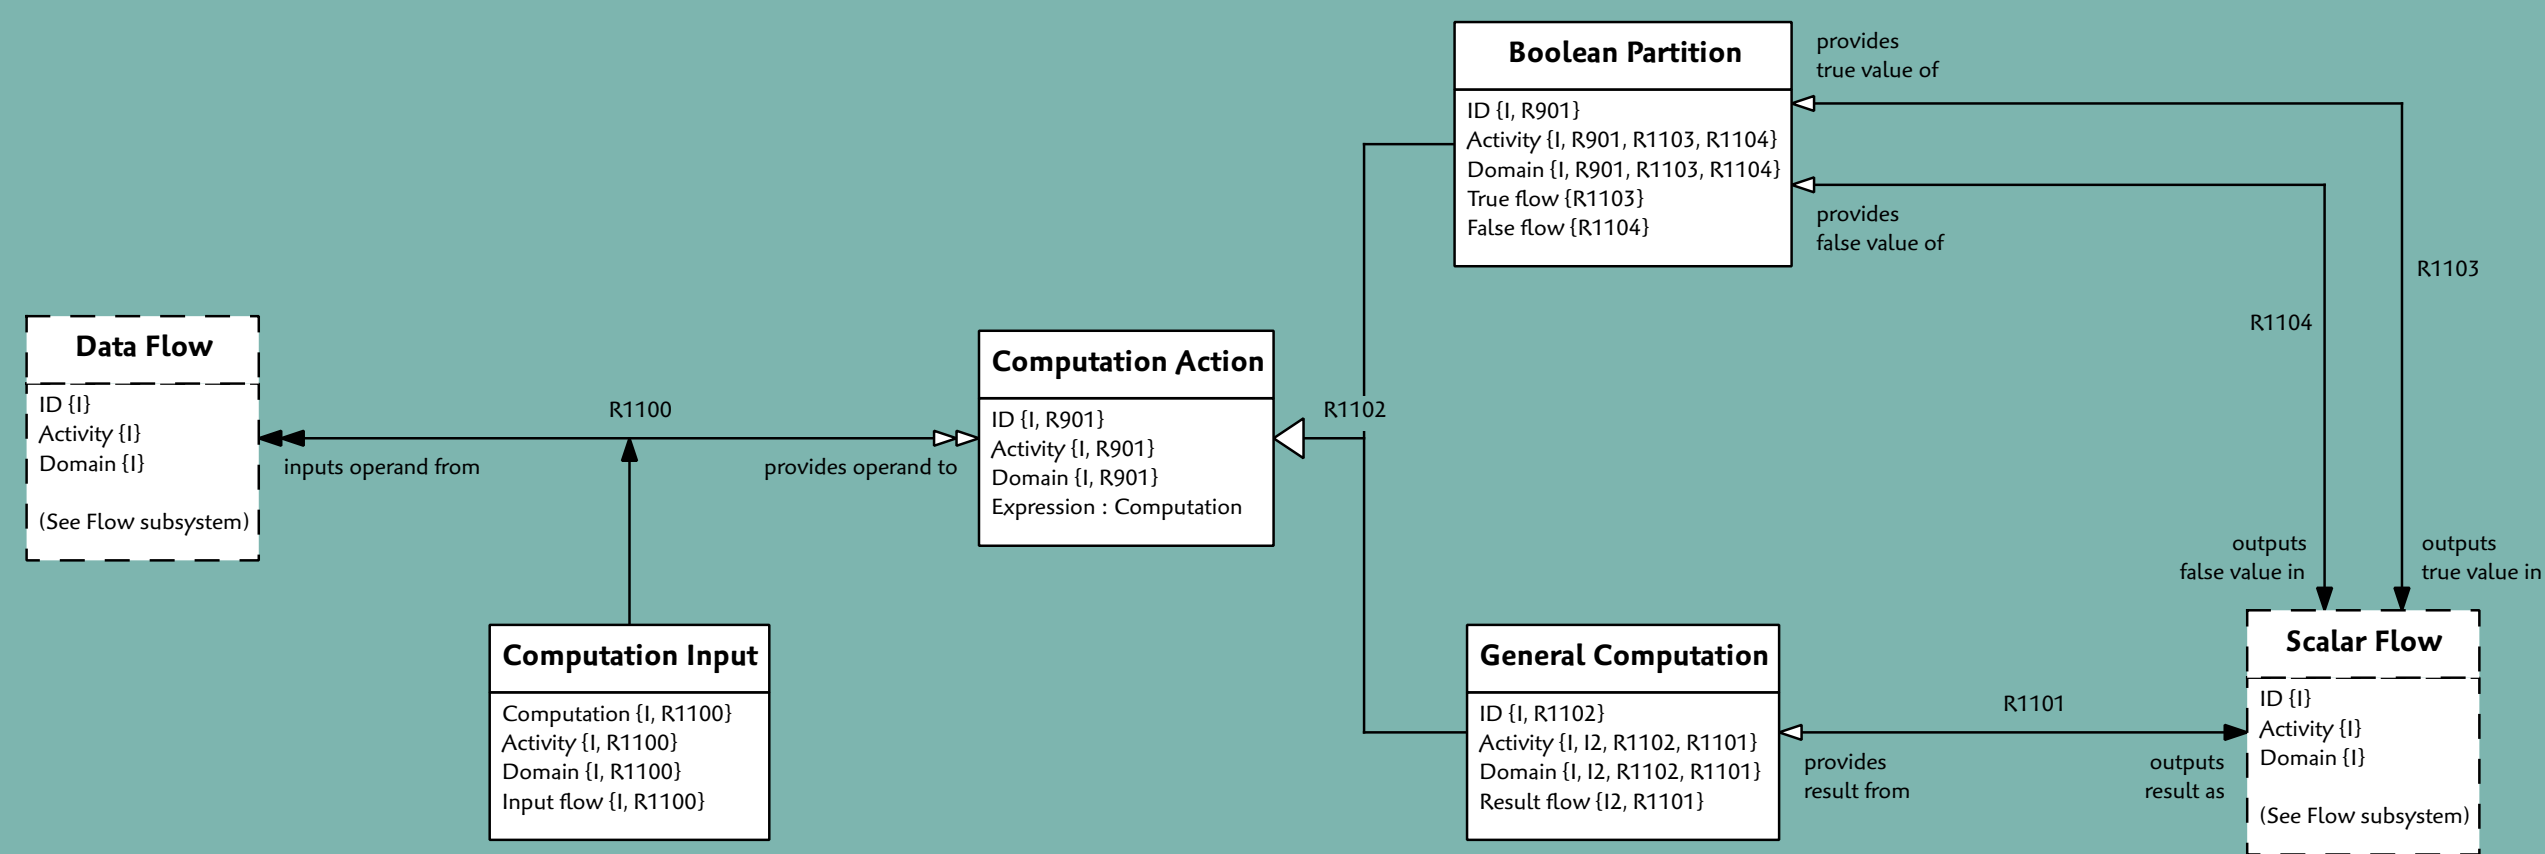 Boolean Partition
ID {I, R901}
Activity {I, R901, R1103, R1104}
Domain {I, R901, R1103, R1104}
True flow {R1103}
False flow {R1104}
provides
true value of
provides
false value of
R1103
R1104
Data Flow
ID {I}
Activity {I}
Domain {I}
(See Flow subsystem)
R1100
inputs operand from
provides operand to
Computation Action
ID {I, R901}
Activity {I, R901}
Domain {I, R901}
Expression : Computation
R1102
outputs
false value in
outputs
true value in
Computation Input
Computation {I, R1100}
Activity {I, R1100}
Domain {I, R1100}
Input flow {I, R1100}
General Computation
ID {I, R1102}
Activity {I, I2, R1102, R1101}
Domain {I, I2, R1102, R1101}
Result flow {I2, R1101}
R1101
provides
result from
outputs
result as
Scalar Flow
ID {I}
Activity {I}
Domain {I}
(See Flow subsystem)